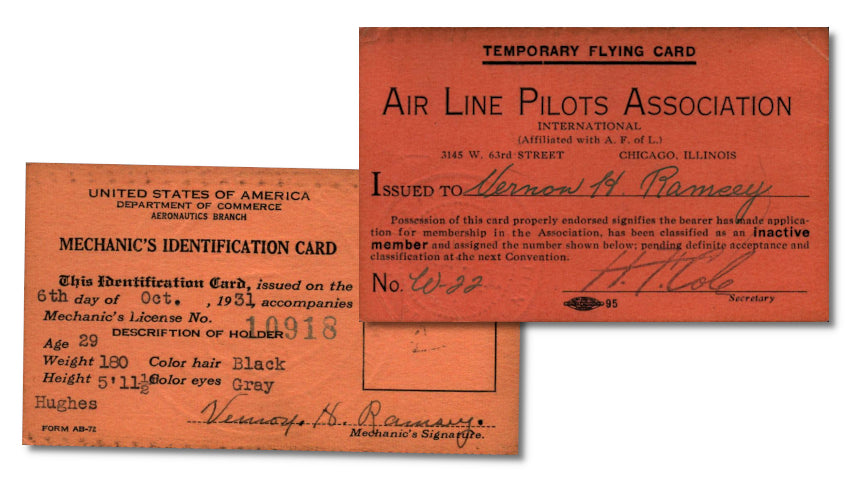 TEMPORARY FLYING CARD
AIR LINE PILOTS ASSOCIATION
INTERNATIONAL
(Affiliated with A. F. of L.)
3145 W. 63rd STREET CHICAGO, ILLINOIS
ISSUED TO Vernon H. Ramsey
Possession of this card properly endorsed signifies the bearer has made applica-
tion for membership in the Association, has been classified as an inactive
member and assigned the number shown below; pending definite acceptance and
classification at the next Convention.
No. W-22
Secretary
95
UNITED STATES OF AMERICA
DEPARTMENT OF COMMERCE
AERONAUTICS BRANCH
MECHANIC'S IDENTIFICATION CARD
This Identification Card, issued on the
6th day of Oct. , 1931 accompanies
Mechanic's License No. 10918
DESCRIPTION OF HOLDER
Age 29
Weight 180 Color hair Black
Height 5'11½ Color eyes Gray
Hughes
Vernon H. Ramsey.
Mechanic's Signature.
FORM AB-72